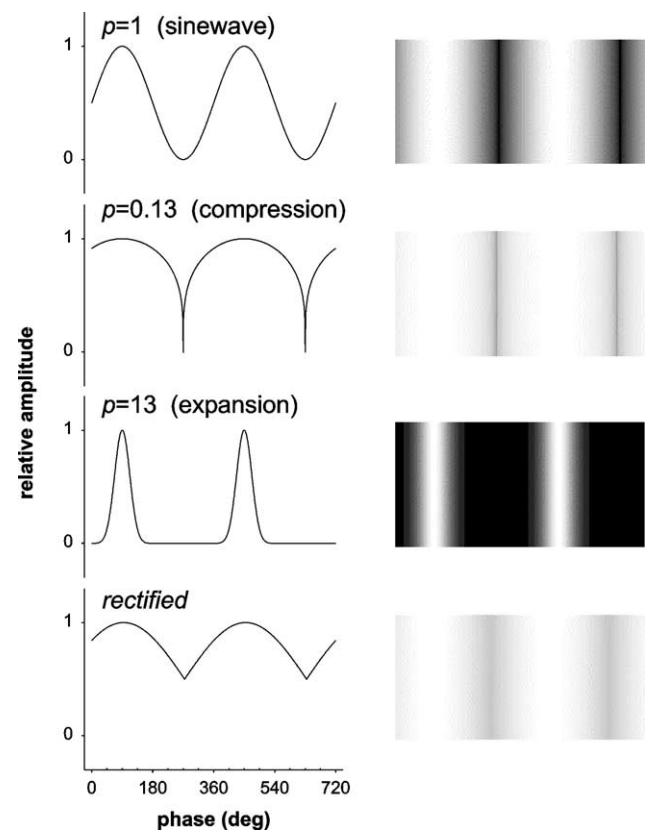 p=1 (sinewave)
1
0
p=0.13 (compression)
1
0
p=13 (expansion)
1
0
rectified
1
0
relative amplitude
0 180 360 540 720
phase (deg)